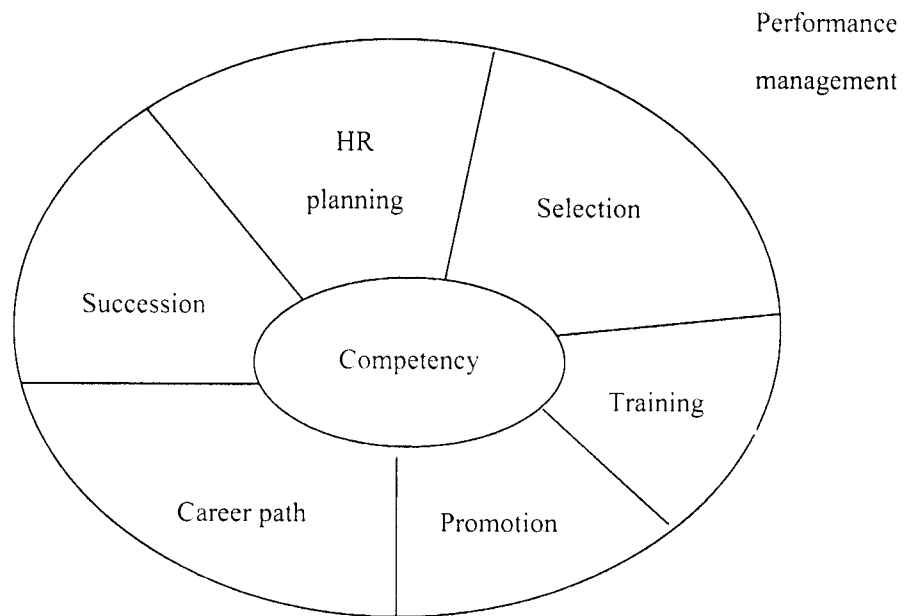 Performance
management
HR
planning
Selection
Succession
Competency
Training
Career path
Promotion